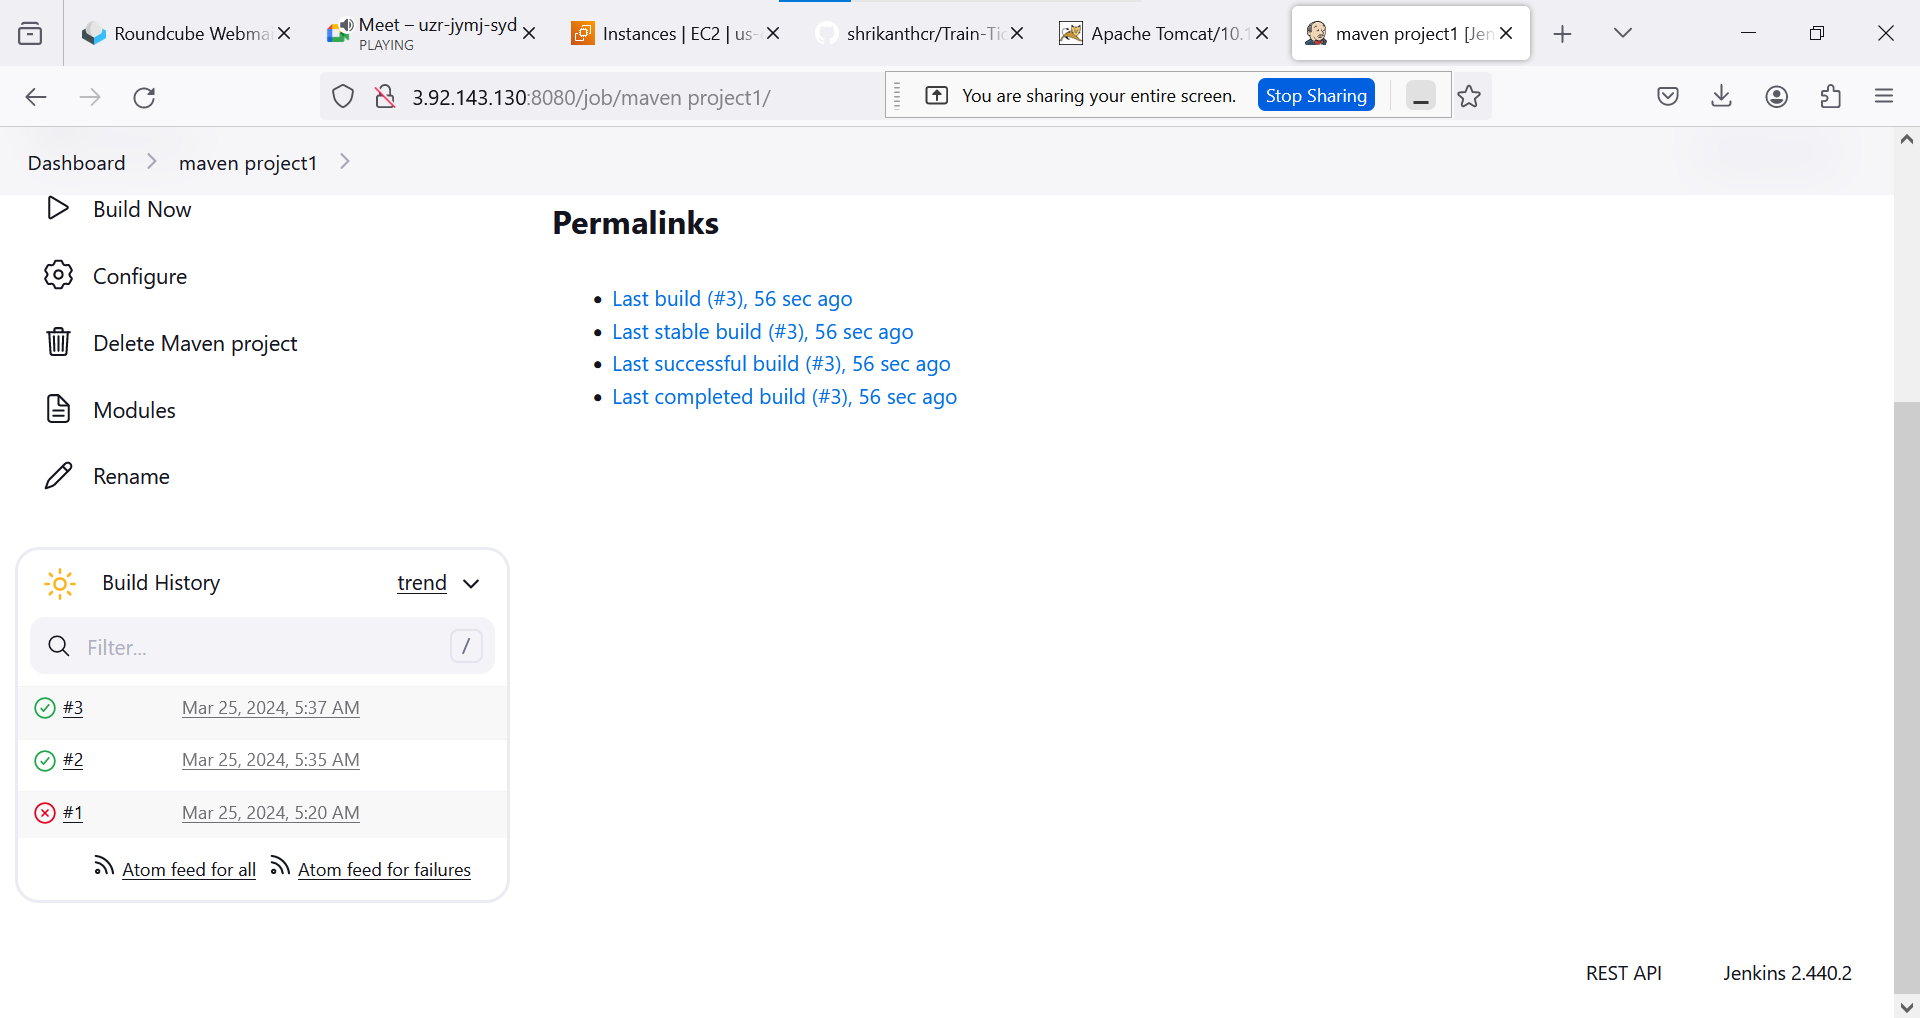 Roundcube Webmai
Meet – uzr-jymj-syd
PLAYING
Instances | EC2 | us-
shrikanthcr/Train-Tic
Apache Tomcat/10.1
maven project1 [Jen
3.92.143.130:8080/job/maven project1/
You are sharing your entire screen.
Stop Sharing
Dashboard
maven project1
Build Now
Configure
Delete Maven project
Modules
Rename
Permalinks
• Last build (#3), 56 sec ago
• Last stable build (#3), 56 sec ago
• Last successful build (#3), 56 sec ago
• Last completed build (#3), 56 sec ago
Build History
trend
Filter...
/
#3 Mar 25, 2024, 5:37 AM
#2 Mar 25, 2024, 5:35 AM
#1 Mar 25, 2024, 5:20 AM
Atom feed for all
Atom feed for failures
REST API
Jenkins 2.440.2